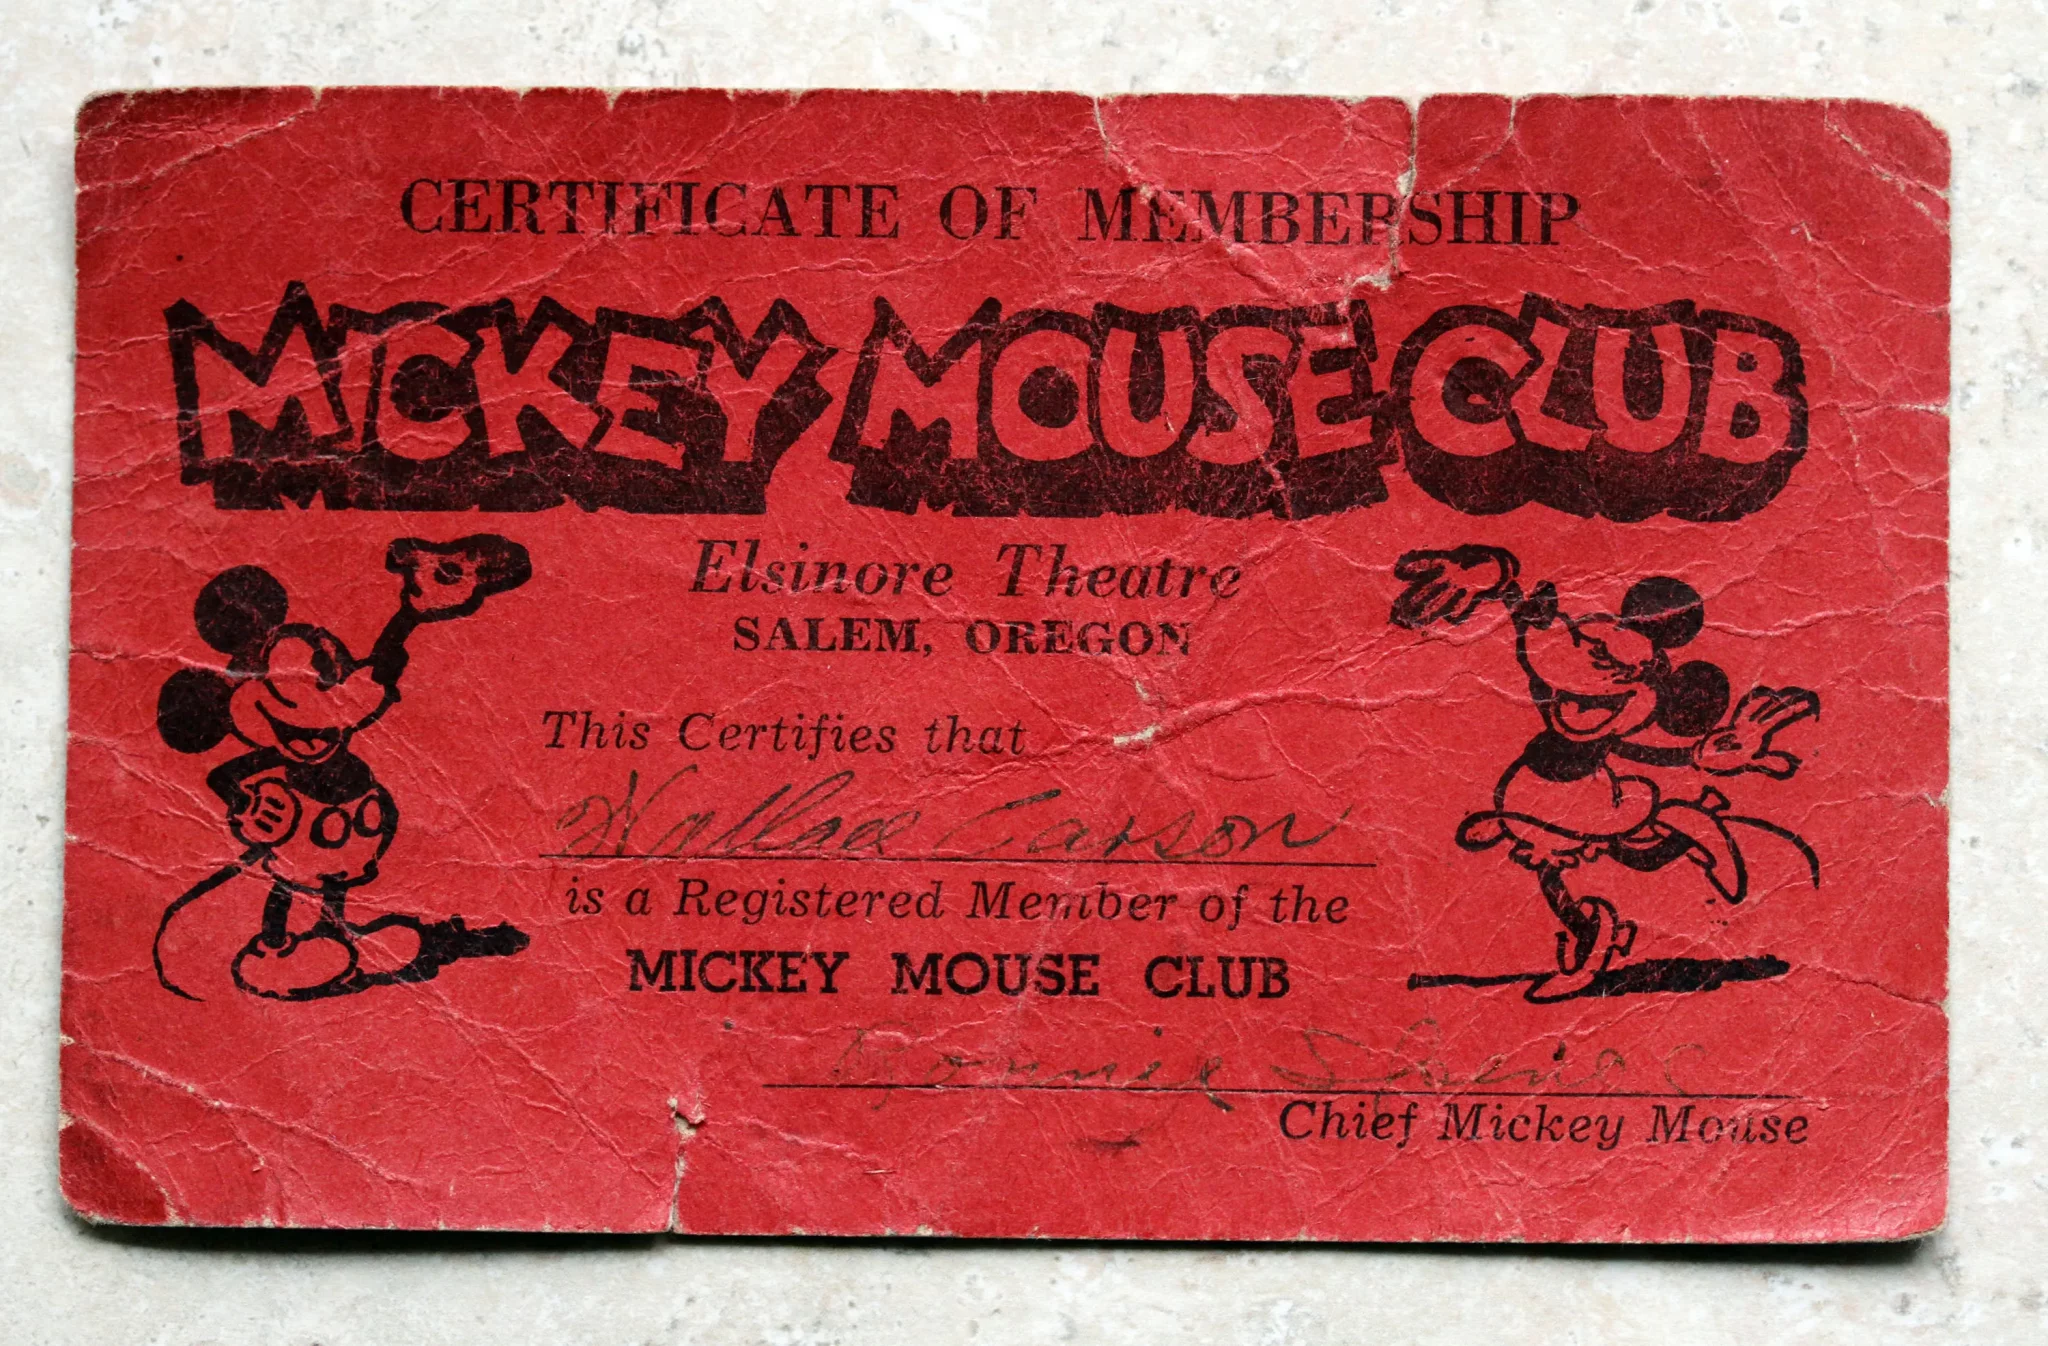 CERTIFICATE OF MEMBERSHIP
MICKEY MOUSE CLUB
Elsinore Theatre
SALEM, OREGON
This Certifies that
Wallace Carson
is a Registered Member of the
MICKEY MOUSE CLUB
Chief Mickey Mouse